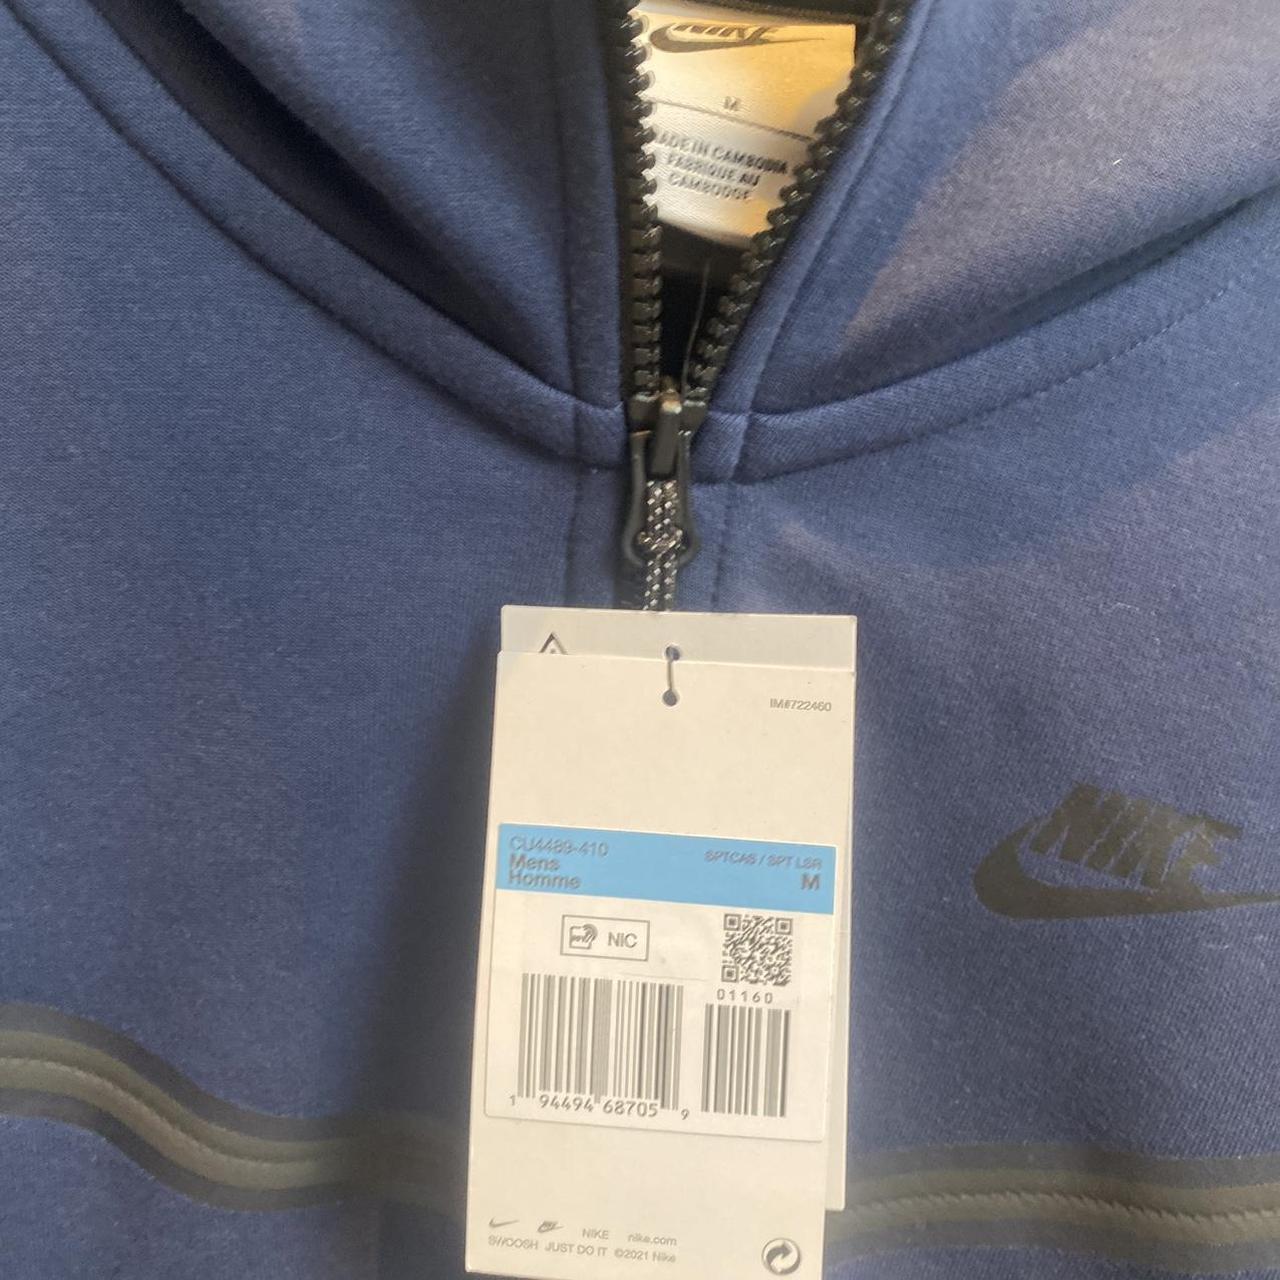 NIKE
M
MADE IN CAMBODIA
FABRIQUE AU
CAMBODGE
IM#722460
CU4489-410
Mens
Homme
SPTCAS / SPT LSR
M
NIC
01160
1 94494 68705 9
NIKE
NIKE nike.com
SWOOSH JUST DO IT ©2021 Nike